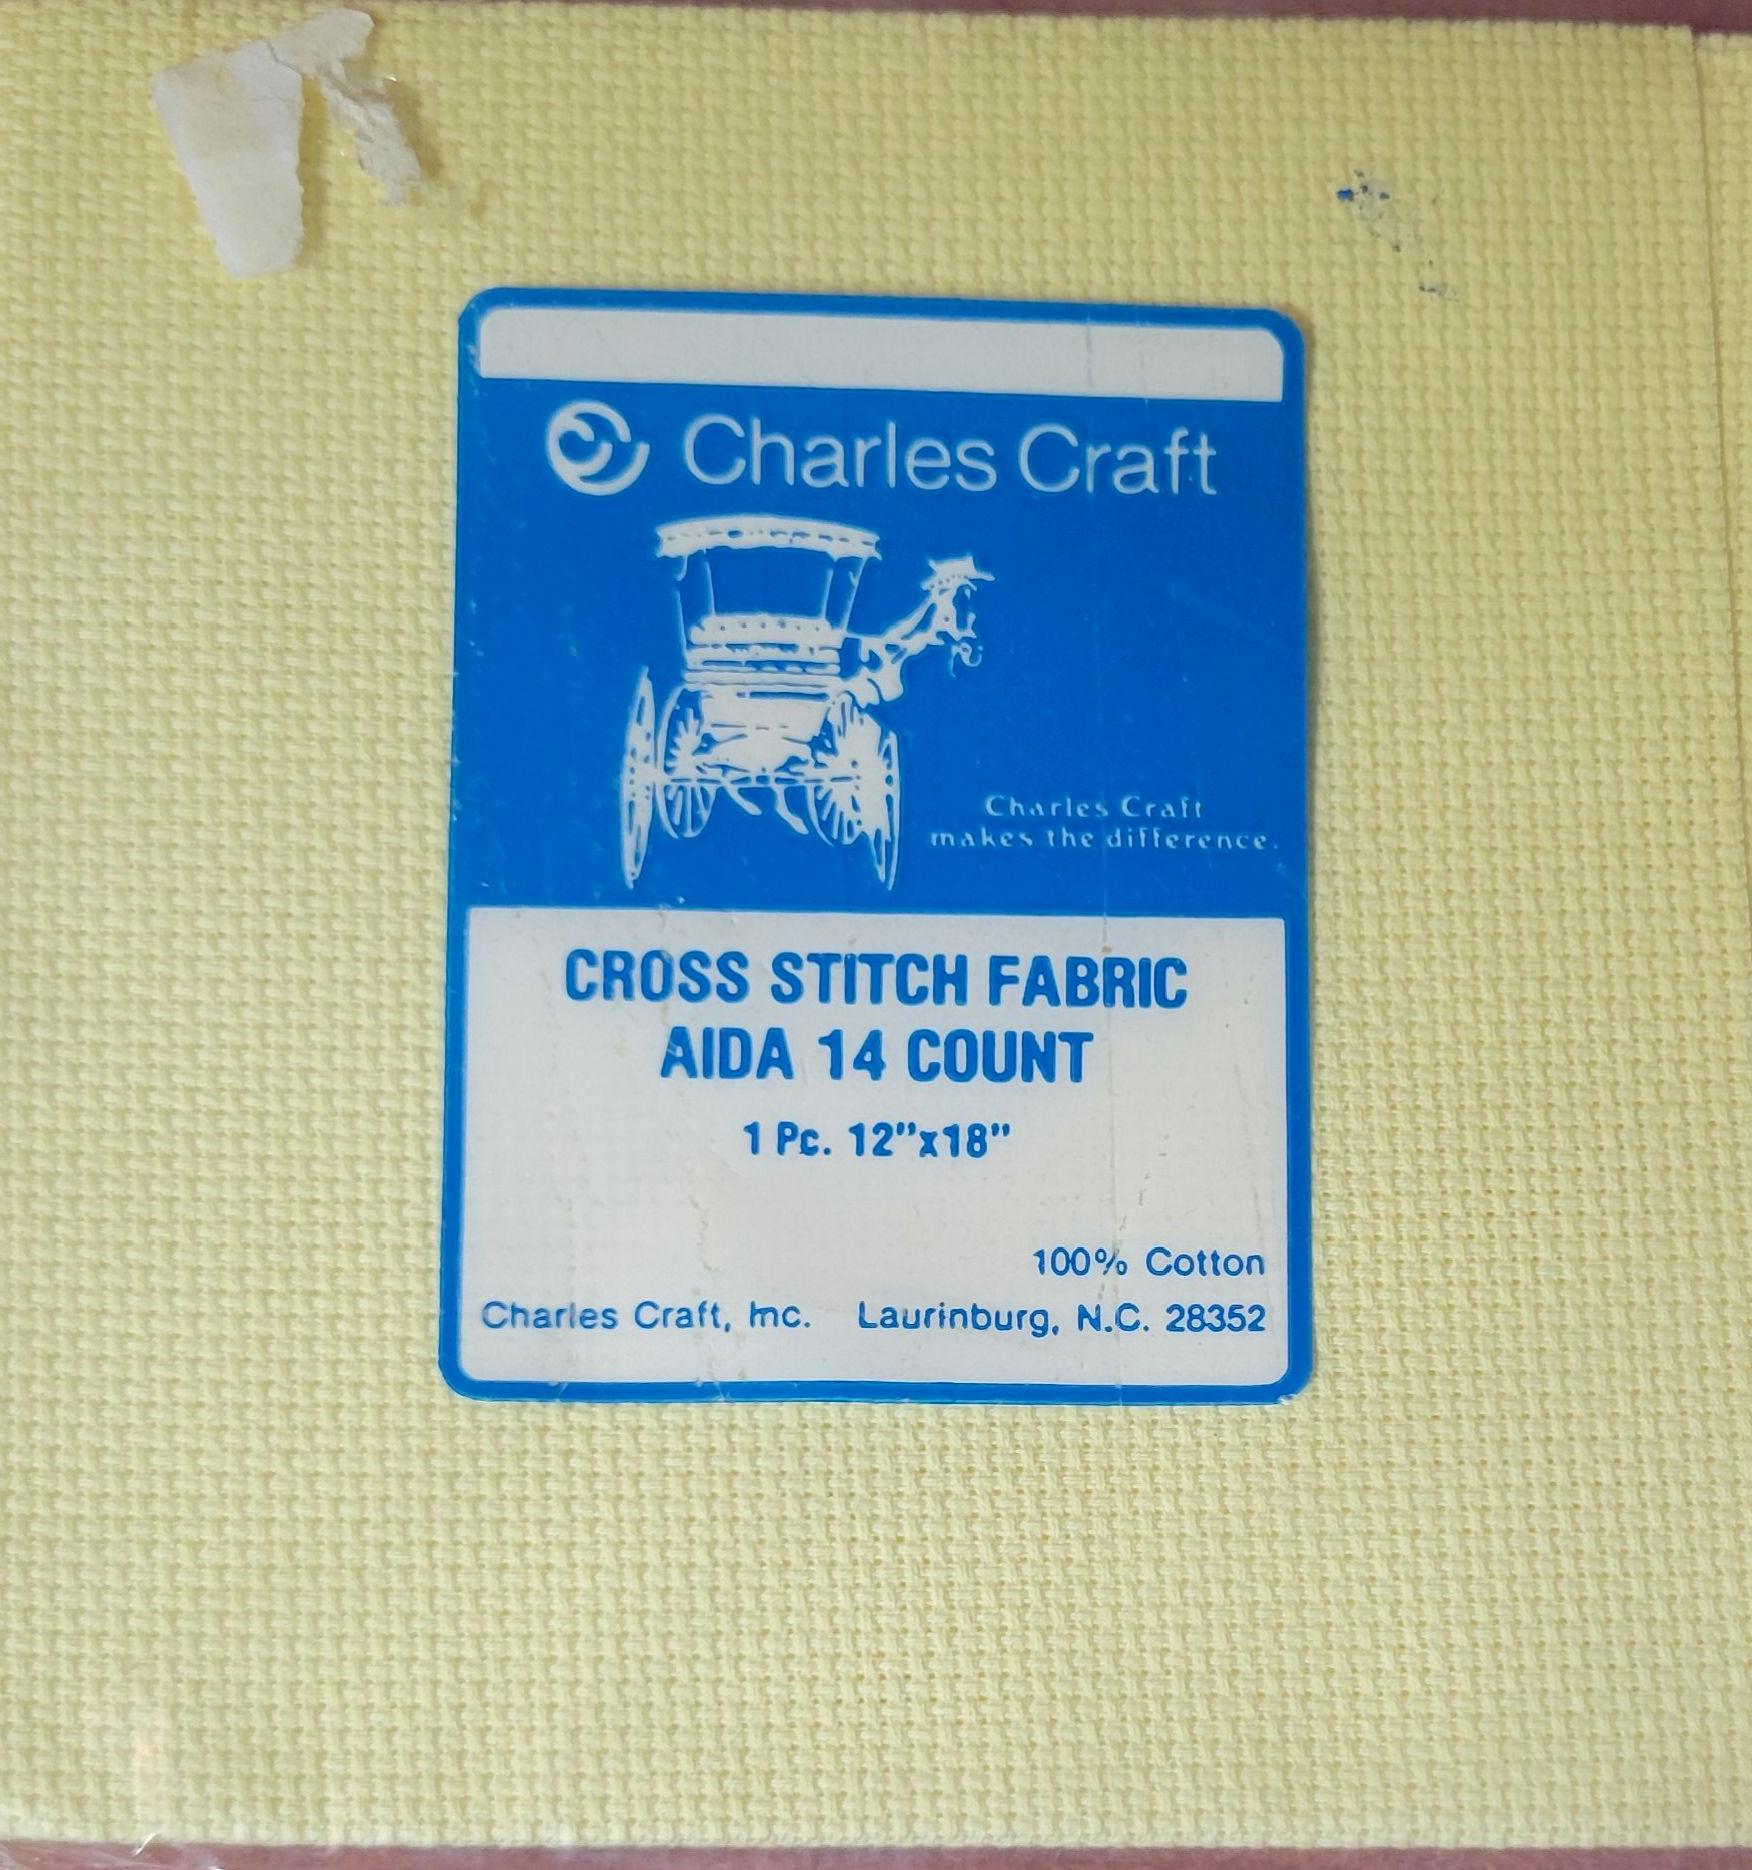 Charles Craft
Charles Craft
makes the difference.
CROSS STITCH FABRIC
AIDA 14 COUNT
1 Pc. 12"x18"
100% Cotton
Charles Craft, Inc. Laurinburg, N.C. 28352